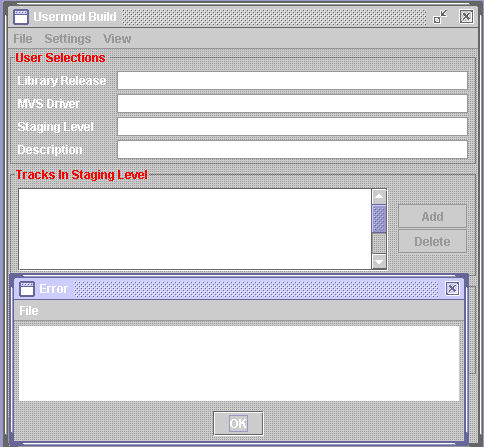 Usermod Build
File Settings View
User Selections
Library Release
MVS Driver
Staging Level
Description
Tracks In Staging Level
Add
Delete
Error
File
OK